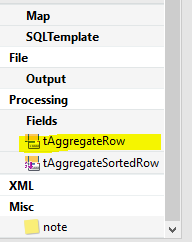 Map
SQLTemplate
File
Output
Processing
Fields
tAggregateRow
tAggregateSortedRow
XML
Misc
note